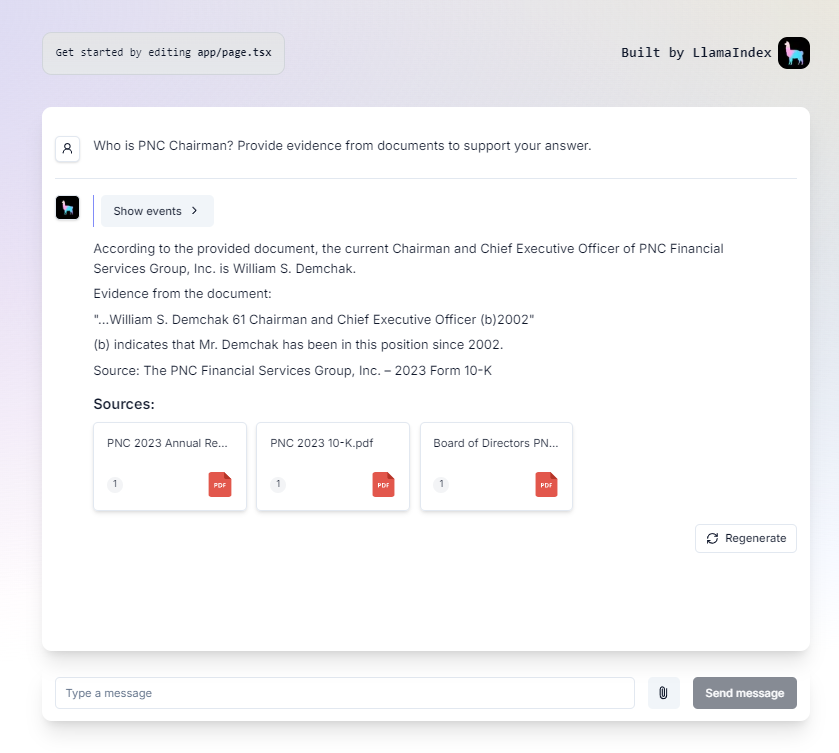 Get started by editing app/page.tsx
Built by LlamaIndex
Who is PNC Chairman? Provide evidence from documents to support your answer.
Show events
According to the provided document, the current Chairman and Chief Executive Officer of PNC Financial
Services Group, Inc. is William S. Demchak.
Evidence from the document:
"...William S. Demchak 61 Chairman and Chief Executive Officer (b)2002"
(b) indicates that Mr. Demchak has been in this position since 2002.
Source: The PNC Financial Services Group, Inc. – 2023 Form 10-K
Sources:
PNC 2023 Annual Re...
1
PDF
PNC 2023 10-K.pdf
1
PDF
Board of Directors PN...
1
PDF
Regenerate
Type a message
Send message